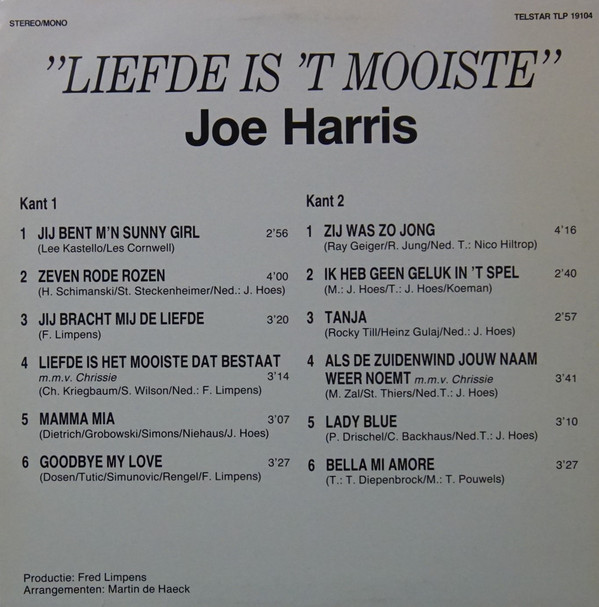 STEREO/MONO
TELSTAR TLP 19104
"LIEFDE IS 'T MOOISTE"
Joe Harris
Kant 1
1 JIJ BENT M'N SUNNY GIRL 2'56
(Lee Kastello/Les Cornwell)
2 ZEVEN RODE ROZEN 4'00
(H. Schimanski/St. Steckenheimer/Ned.: J. Hoes)
3 JIJ BRACHT MIJ DE LIEFDE 3'20
(F. Limpens)
4 LIEFDE IS HET MOOISTE DAT BESTAAT
m.m.v. Chrissie 3'14
(Ch. Kriegbaum/S. Wilson/Ned.: F. Limpens)
5 MAMMA MIA 3'07
(Dietrich/Grobowski/Simons/Niehaus/J. Hoes)
6 GOODBYE MY LOVE 3'27
(Dosen/Tutic/Simunovic/Rengel/F. Limpens)
Kant 2
1 ZIJ WAS ZO JONG 4'16
(Ray Geiger/R. Jung/Ned. T.: Nico Hiltrop)
2 IK HEB GEEN GELUK IN 'T SPEL 2'40
(M.: J. Hoes/T.: J. Hoes/Koeman)
3 TANJA 2'57
(Rocky Till/Heinz Gulaj/Ned.: J. Hoes)
4 ALS DE ZUIDENWIND JOUW NAAM
WEER NOEMT m.m.v. Chrissie 3'41
(M. Zal/St. Thiers/Ned.T.: J. Hoes)
5 LADY BLUE 3'10
(P. Drischel/C. Backhaus/Ned.T.: J. Hoes)
6 BELLA MI AMORE 3'27
(T.: T. Diepenbrock/M.: T. Pouwels)
Productie: Fred Limpens
Arrangementen: Martin de Haeck